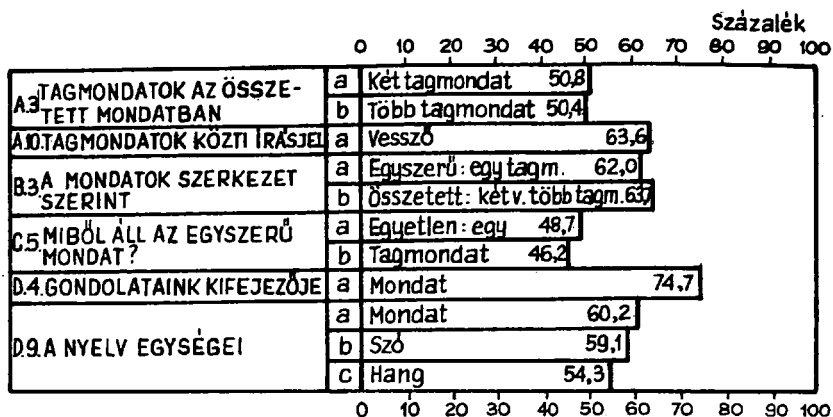 Százalék
0 10 20 30 40 50 60 70 80 90 100
A.3. TAGMONDATOK AZ ÖSSZE-
TETT MONDATBAN
a Két tagmondat 50,8
b Több tagmondat 50,4
A.10. TAGMONDATOK KÖZTI ÍRÁSJEL a Vessző 63,6
B.3. A MONDATOK SZERKEZET
SZERINT
a Egyszerű: egy tagm. 62,0
b Összetett: két v. több tagm. 63,7
C.5. MIBŐL ÁLL AZ EGYSZERŰ
MONDAT?
a Egyetlen: egy 48,7
b Tagmondat 46,2
D.4. GONDOLATAINK KIFEJEZŐJE a Mondat 74,7
D.9. A NYELV EGYSÉGEI
a Mondat 60,2
b Szó 59,1
c Hang 54,3
0 10 20 30 40 50 60 70 80 90 100